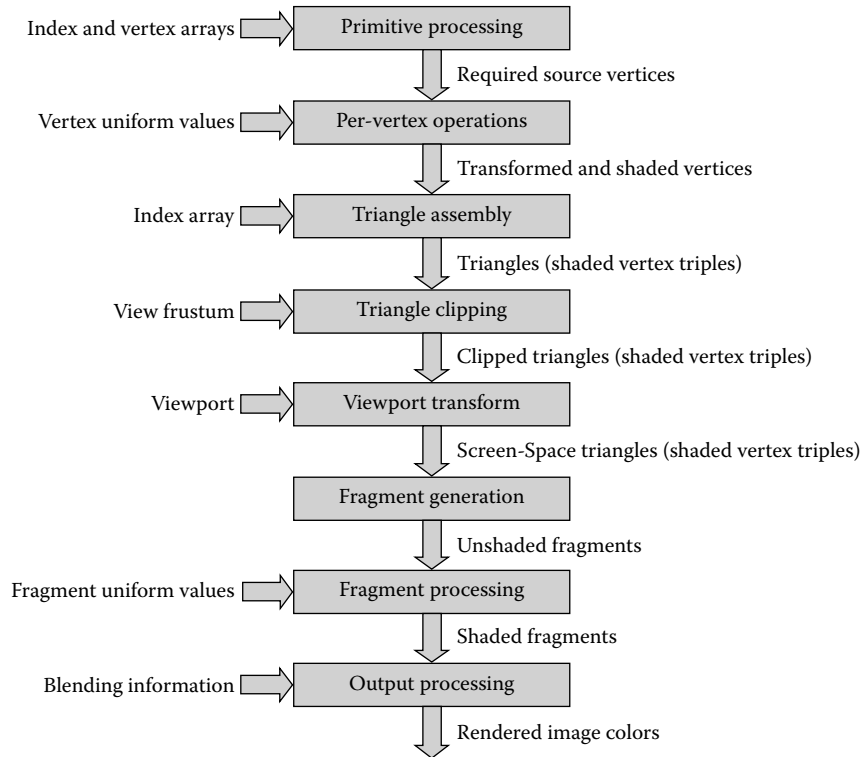 Index and vertex arrays
Primitive processing
Required source vertices
Vertex uniform values
Per-vertex operations
Transformed and shaded vertices
Index array
Triangle assembly
Triangles (shaded vertex triples)
View frustum
Triangle clipping
Clipped triangles (shaded vertex triples)
Viewport
Viewport transform
Screen-Space triangles (shaded vertex triples)
Fragment generation
Unshaded fragments
Fragment uniform values
Fragment processing
Shaded fragments
Blending information
Output processing
Rendered image colors